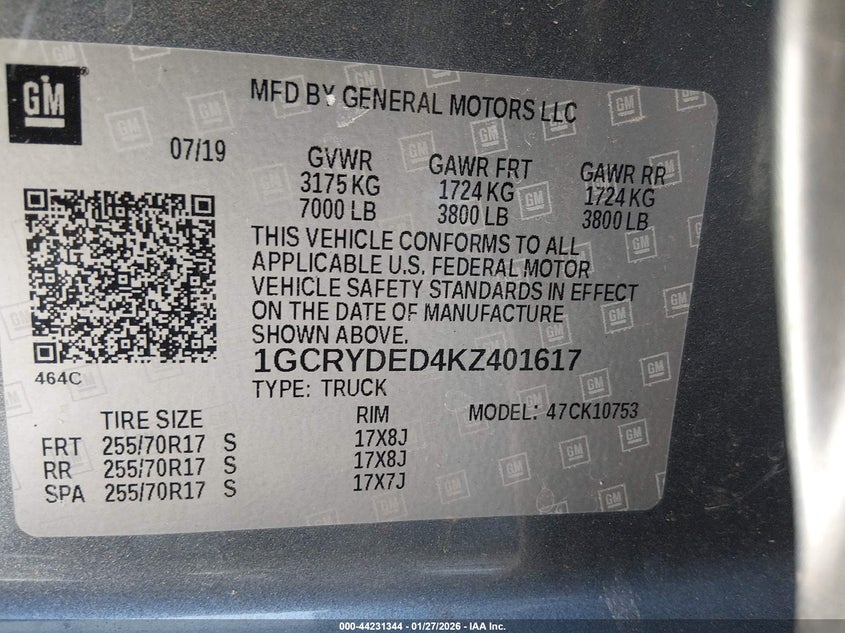 GM
MFD BY GENERAL MOTORS LLC
07/19
GVWR GAWR FRT GAWR RR
3175 KG 1724 KG 1724 KG
7000 LB 3800 LB 3800 LB
THIS VEHICLE CONFORMS TO ALL
APPLICABLE U.S. FEDERAL MOTOR
VEHICLE SAFETY STANDARDS IN EFFECT
ON THE DATE OF MANUFACTURE
SHOWN ABOVE.
1GCRYDED4KZ401617
464C
TYPE: TRUCK
TIRE SIZE RIM MODEL: 47CK10753
FRT 255/70R17 S 17X8J
RR 255/70R17 S 17X8J
SPA 255/70R17 S 17X7J
000-44231344 | 01/27/2026 - IAA Inc.